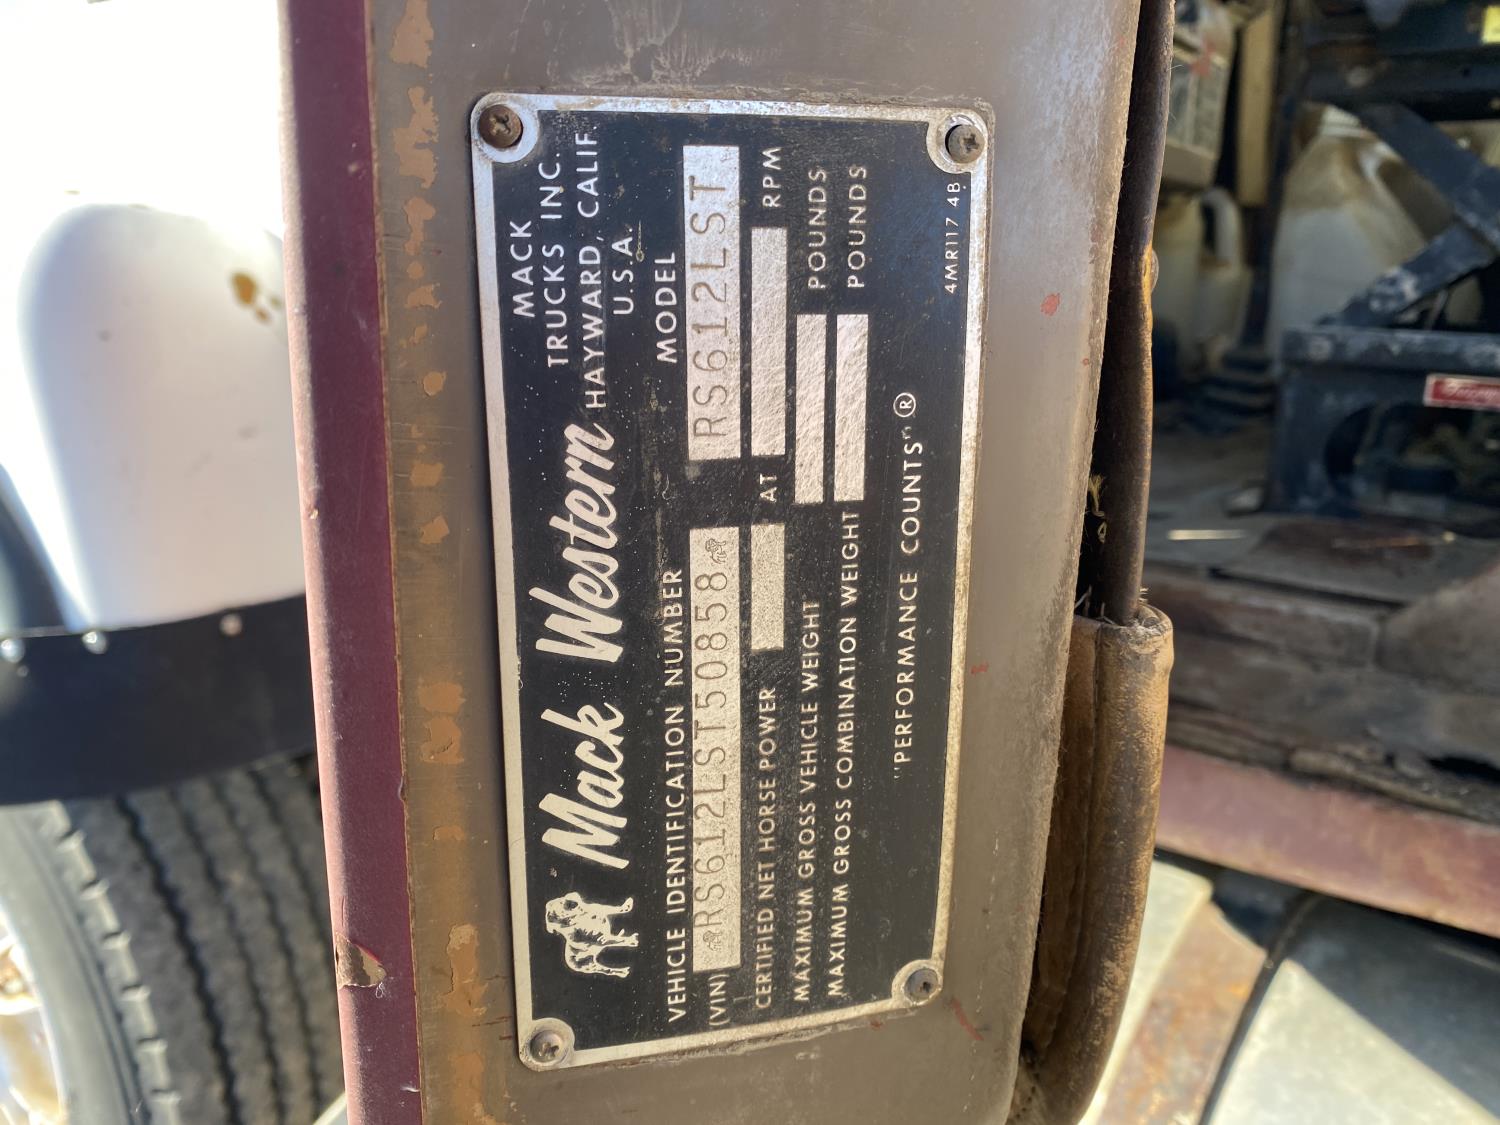 MACK
TRUCKS INC.
Mack Western HAYWARD, CALIF.
U.S.A.
VEHICLE IDENTIFICATION NUMBER MODEL
(VIN) RS612LST50858 RS612LST
CERTIFIED NET HORSE POWER AT RPM
MAXIMUM GROSS VEHICLE WEIGHT POUNDS
MAXIMUM GROSS COMBINATION WEIGHT POUNDS
"PERFORMANCE COUNTS"®
4MR117 4B